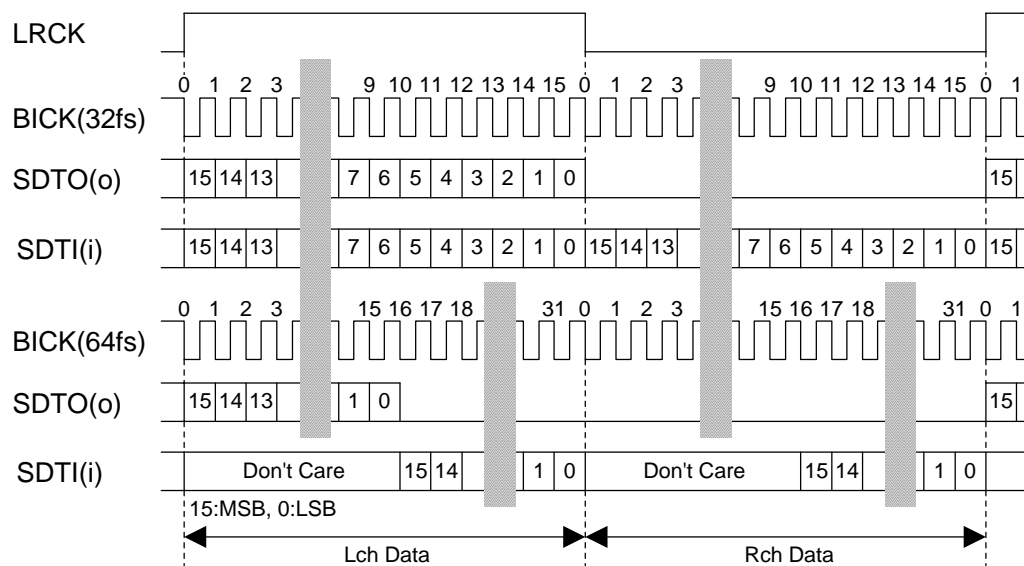 LRCK
0 1 2 3 9 10 11 12 13 14 15 0 1 2 3 9 10 11 12 13 14 15 0 1
BICK(32fs)
SDTO(o) 15 14 13 7 6 5 4 3 2 1 0 15
SDTI(i) 15 14 13 7 6 5 4 3 2 1 0 15 14 13 7 6 5 4 3 2 1 0 15
0 1 2 3 15 16 17 18 31 0 1 2 3 15 16 17 18 31 0 1
BICK(64fs)
SDTO(o) 15 14 13 1 0 15
SDTI(i) Don't Care 15 14 1 0 Don't Care 15 14 1 0
15:MSB, 0:LSB
Lch Data Rch Data